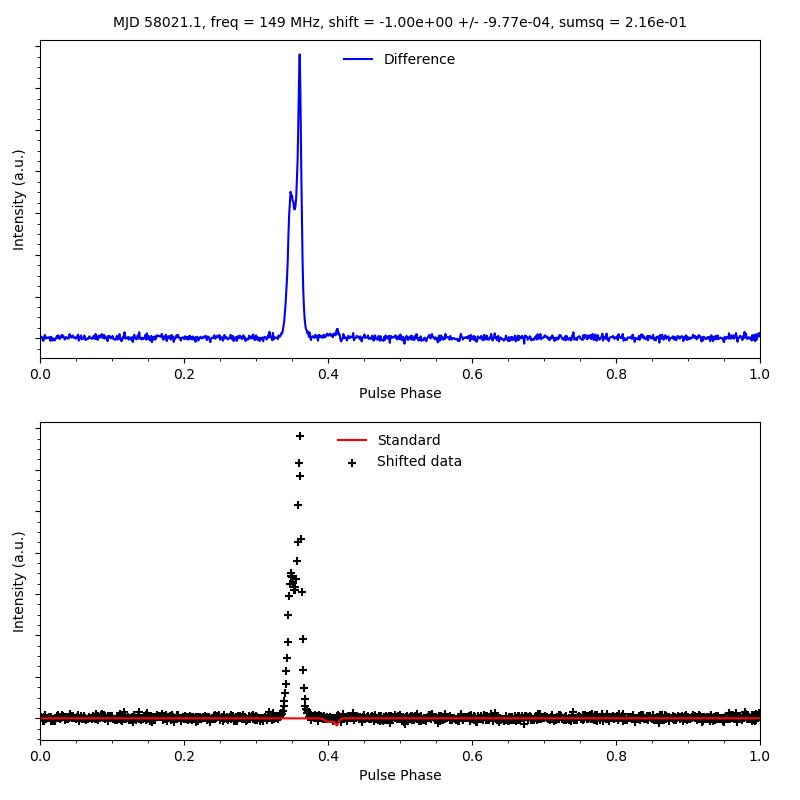 MJD 58021.1, freq = 149 MHz, shift = -1.00e+00 +/- -9.77e-04, sumsq = 2.16e-01
Difference
Intensity (a.u.)
0.0 0.2 0.4 0.6 0.8 1.0
Pulse Phase
Standard
Shifted data
Intensity (a.u.)
0.0 0.2 0.4 0.6 0.8 1.0
Pulse Phase